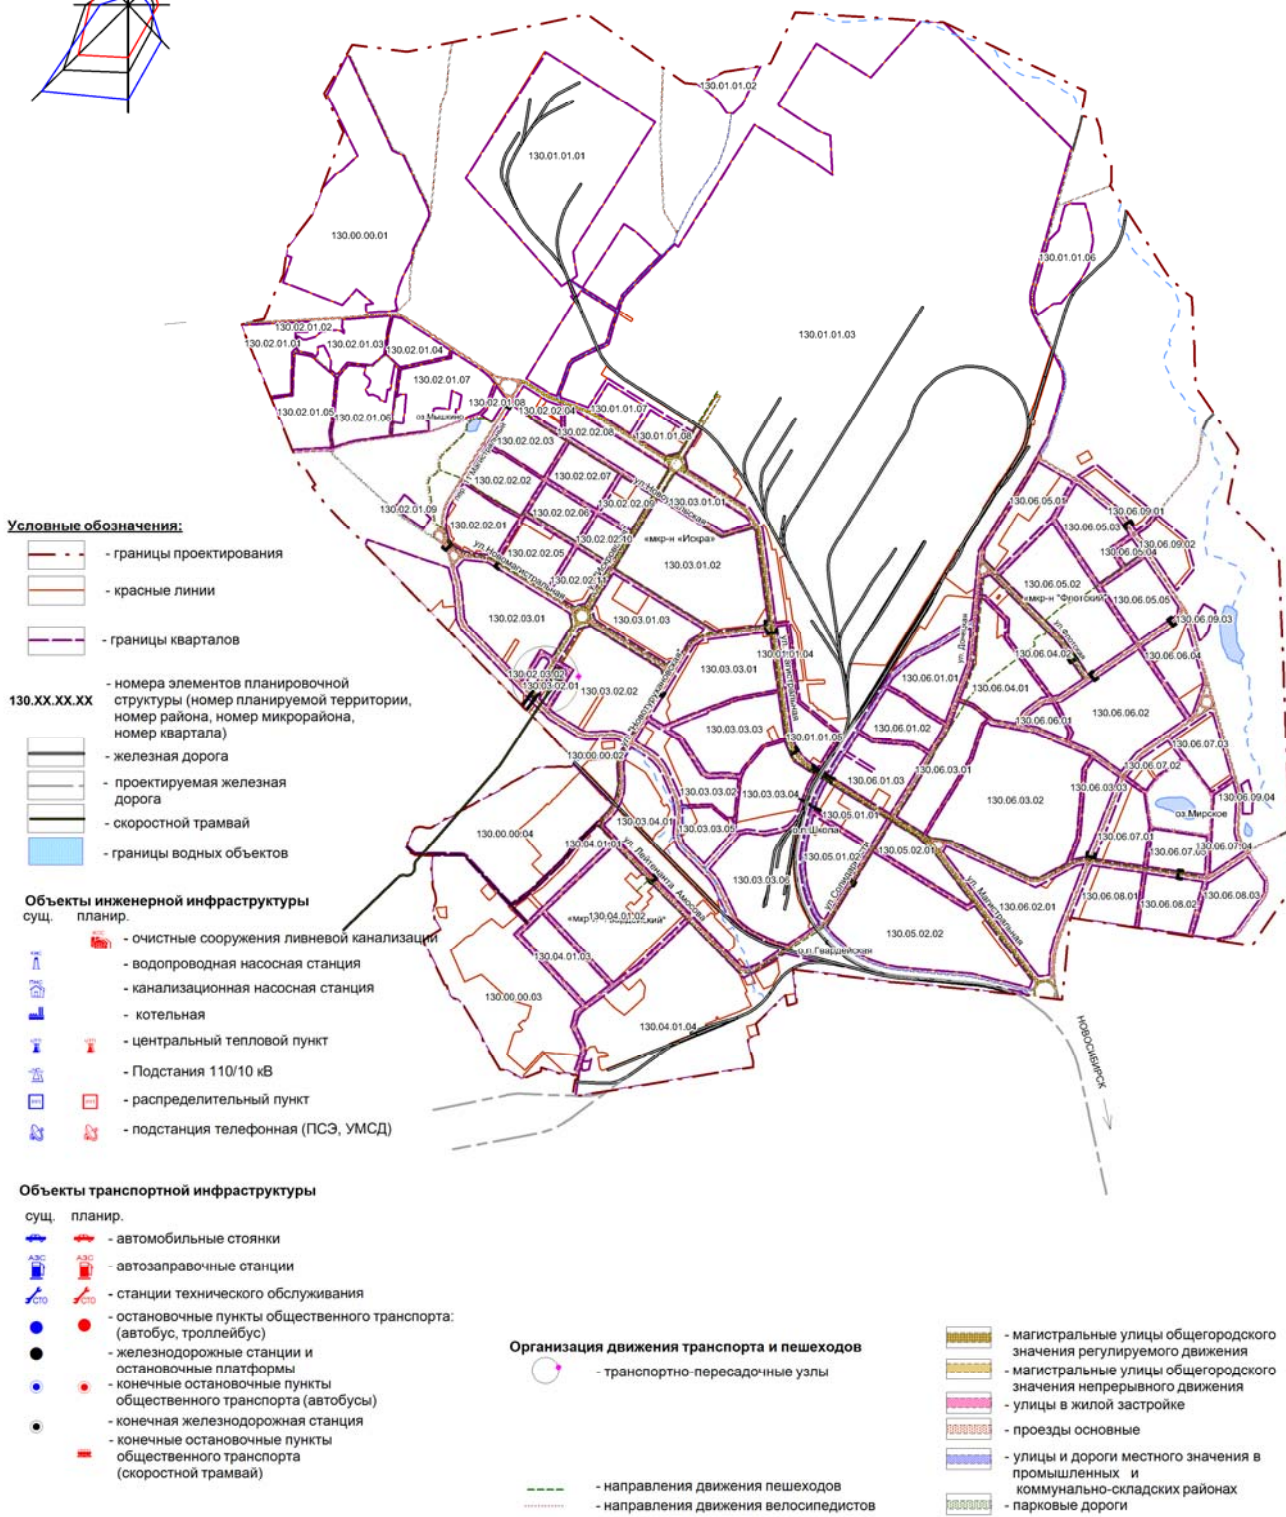 130.01.01.02
130.01.01.01
130.00.00.01
130.01.01.06
130.01.01.03
130.02.01.02
130.02.01.01
130.02.01.03
130.02.01.04
130.02.01.07
130.02.01.05
130.02.01.06
оз.Мышкино
130.02.01.08
130.02.02.04
130.01.01.07
130.02.02.08
130.01.01.08
130.02.02.03
пер. 11 Магистральный
130.02.02.02
130.02.02.07
130.02.02.09
130.03.01.01
130.02.01.09
130.02.02.06
130.02.02.01
130.02.02.10
«мкр-н «Искра»
130.02.02.05
130.03.01.02
ул.Новомагистральная
130.02.02.11
130.02.03.01
130.03.01.03
130.06.05.01
130.06.09.01
130.06.05.03
130.06.09.02
130.06.05.04
130.06.05.02
«мкр-н "Флотский"
130.06.05.05
ул. Флотская
130.06.09.03
ул. Донецкая
130.06.04.02
130.06.06.04
130.01.01.04
130.03.03.01
ул. Магистральная
130.02.03.02
130.03.02.01
130.03.02.02
ул. "Новотурухановская"
130.06.01.01
130.06.04.01
130.06.06.01
130.06.06.02
130.03.03.03
130.01.01.05
130.06.01.02
130.06.07.03
130.00.00.02
130.06.07.02
130.06.03.01
130.06.01.03
130.03.03.02
130.03.03.04
130.06.03.03
130.06.03.02
130.06.09.04
оз.Мирское
130.05.01.01
130.03.04.01
130.03.03.05
о.п.Школа
130.00.00.04
130.04.01.01
ул. Лейтенанта Амосова
130.05.01.02
130.05.02.01
130.06.07.01
130.06.07.04
130.03.03.06
ул.Солидарности
ул. Магистральная
130.06.08.01
130.06.08.02
130.06.08.03
130.04.01.02
130.06.02.01
130.05.02.02
о.п.Гвардейская
130.04.01.03
130.00.00.03
130.04.01.04
НОВОСИБИРСК
Условные обозначения:
- границы проектирования
- красные линии
- границы кварталов
130.XX.XX.XX
- номера элементов планировочной
структуры (номер планируемой территории,
номер района, номер микрорайона,
номер квартала)
- железная дорога
- проектируемая железная
дорога
- скоростной трамвай
- границы водных объектов
Объекты инженерной инфраструктуры
сущ. планир.
- очистные сооружения ливневой канализации
- водопроводная насосная станция
- канализационная насосная станция
- котельная
- центральный тепловой пункт
- Подстания 110/10 кВ
- распределительный пункт
- подстанция телефонная (ПСЭ, УМСД)
Объекты транспортной инфраструктуры
сущ. планир.
- автомобильные стоянки
АЗС АЗС
- автозаправочные станции
СТО СТО
- станции технического обслуживания
- остановочные пункты общественного транспорта:
(автобус, троллейбус)
- железнодорожные станции и
остановочные платформы
- конечные остановочные пункты
общественного транспорта (автобусы)
- конечная железнодорожная станция
- конечные остановочные пункты
общественного транспорта
(скоростной трамвай)
Организация движения транспорта и пешеходов
- транспортно-пересадочные узлы
- направления движения пешеходов
- направления движения велосипедистов
- магистральные улицы общегородского
значения регулируемого движения
- магистральные улицы общегородского
значения непрерывного движения
- улицы в жилой застройке
- проезды основные
- улицы и дороги местного значения в
промышленных и
коммунально-складских районах
- парковые дороги